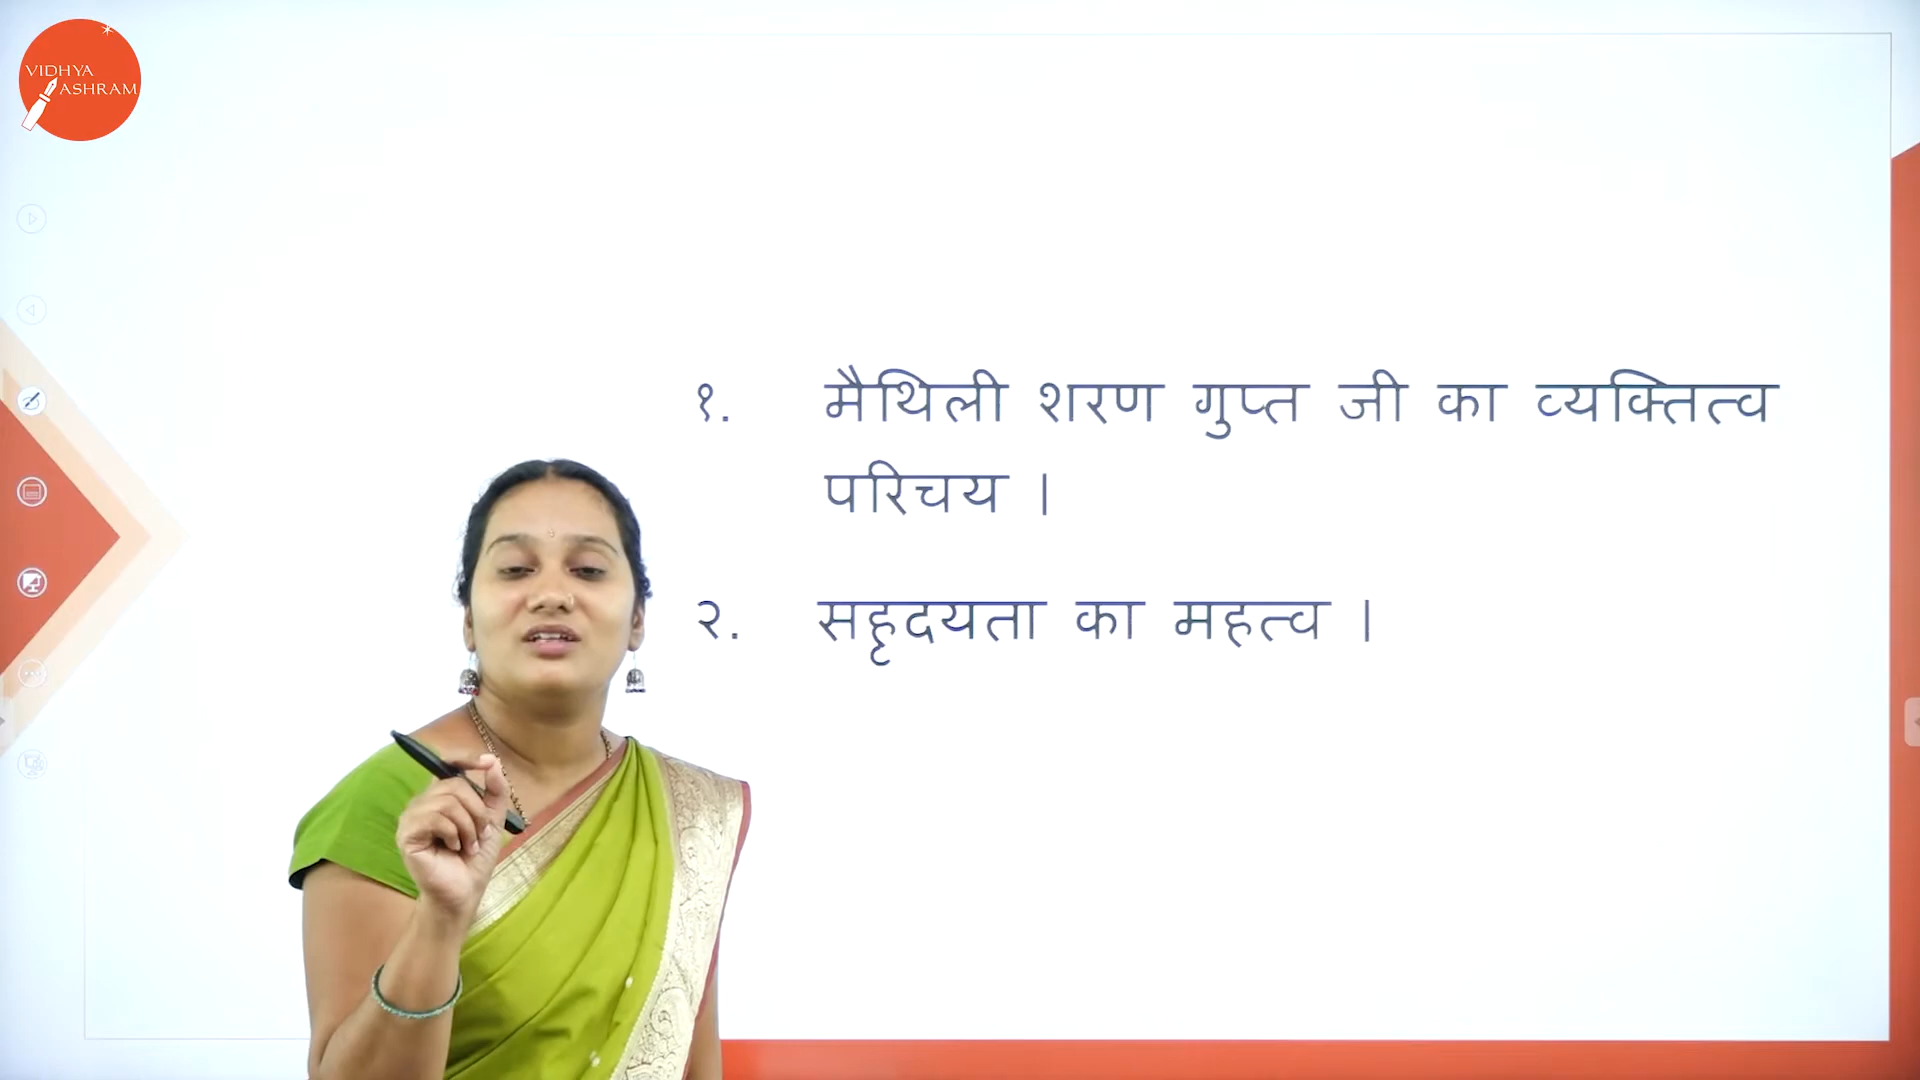 VIDHYA
ASHRAM
१. मैथिली शरण गुप्त जी का व्यक्तित्व
परिचय ।
२. सहृदयता का महत्व ।